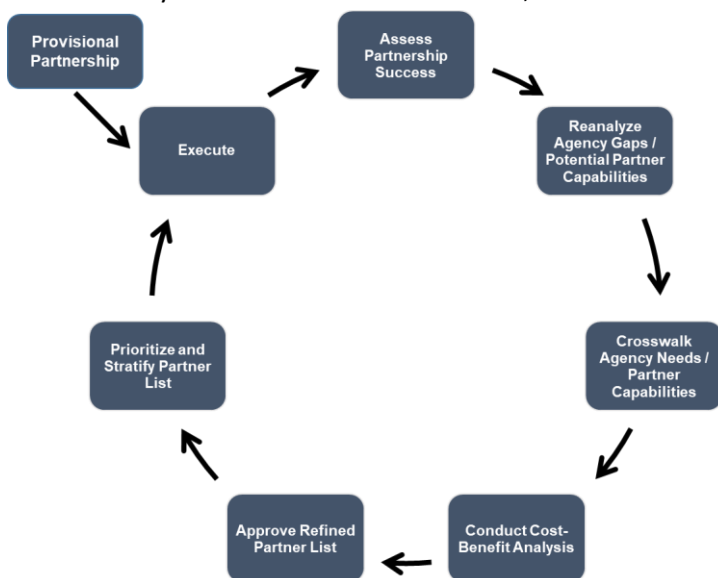 Provisional
Partnership
Assess
Partnership
Success
Execute
Reanalyze
Agency Gaps /
Potential Partner
Capabilities
Crosswalk
Agency Needs /
Partner
Capabilities
Conduct Cost-
Benefit Analysis
Approve Refined
Partner List
Prioritize and
Stratify Partner
List